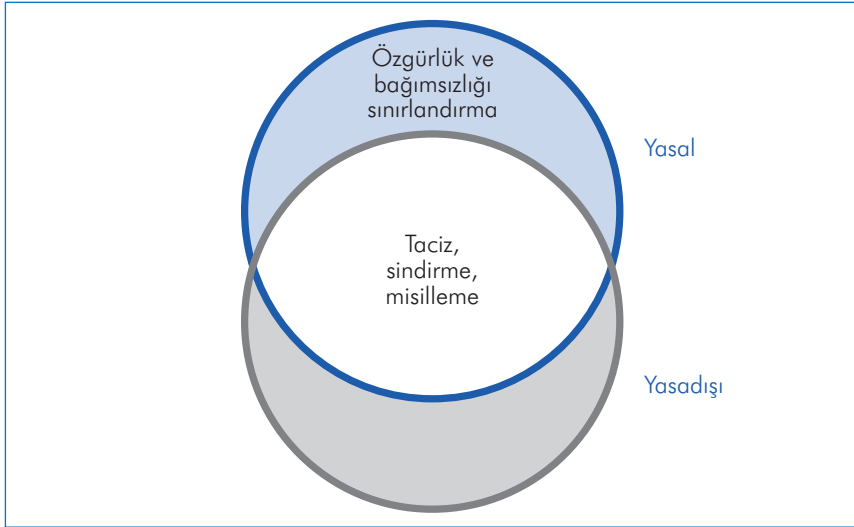 Özgürlük ve
bağımsızlığı
sınırlandırma
Yasal
Taciz,
sindirme,
misilleme
Yasadışı